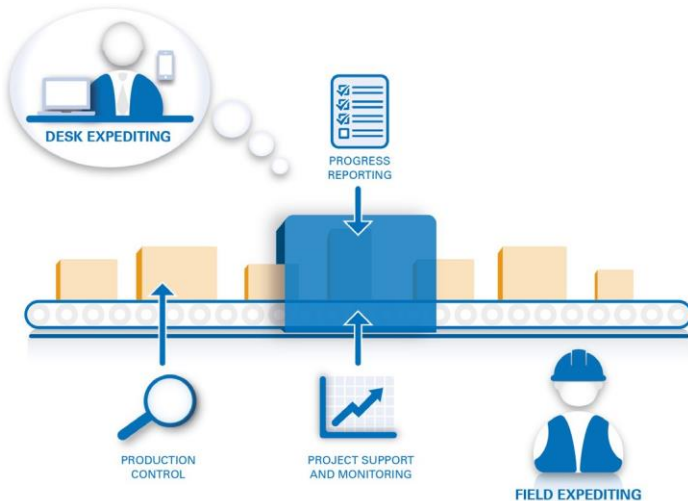 DESK EXPEDITING
PROGRESS
REPORTING
PRODUCTION
CONTROL
PROJECT SUPPORT
AND MONITORING
FIELD EXPEDITING